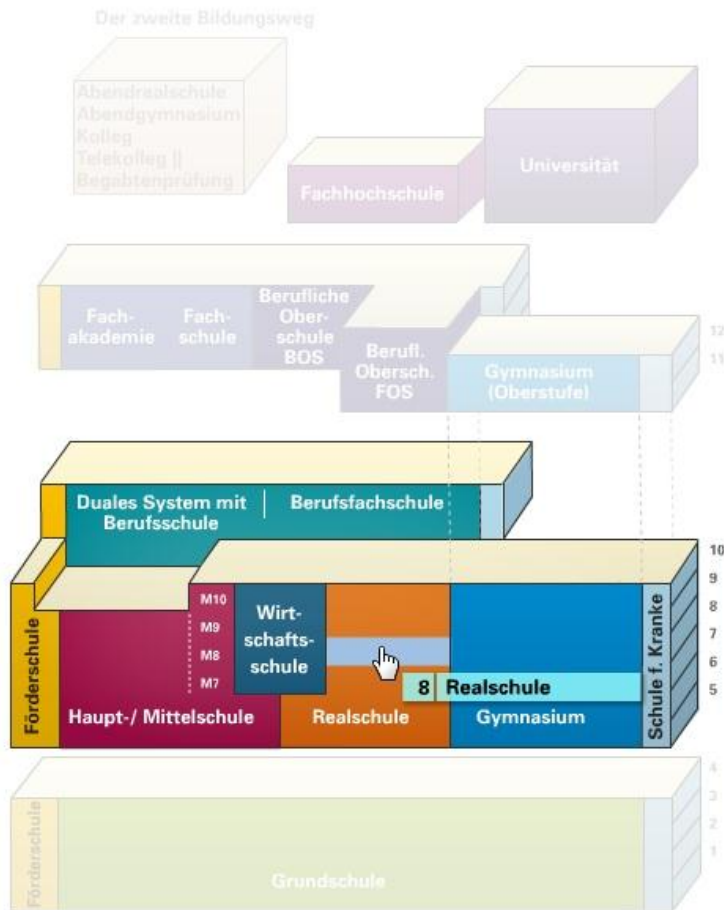 Der zweite Bildungsweg
Abendrealschule
Abendgymnasium
Kolleg
Telekolleg ||
Begabtenprüfung
Fachhochschule
Universität
Fach-
akademie
Fach-
schule
Berufliche
Ober-
schule
BOS
Berufl.
Obersch.
FOS
Gymnasium
(Oberstufe)
12
11
Duales System mit
Berufsschule
Berufsfachschule
10
9
8
7
6
5
Förderschule
M10
M9
M8
M7
Haupt-/ Mittelschule
Wirt-
schafts-
schule
Realschule
8 Realschule
Gymnasium
Schule f. Kranke
4
3
2
1
Förderschule
Grundschule